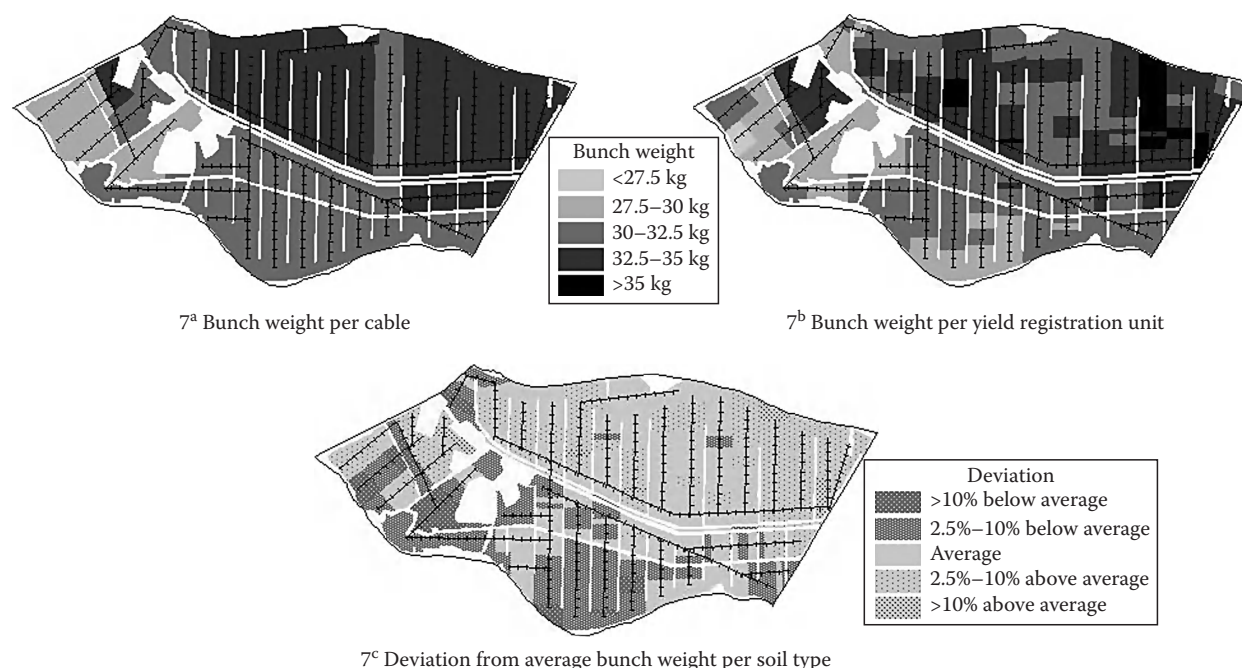 Bunch weight
<27.5 kg
27.5–30 kg
30–32.5 kg
32.5–35 kg
>35 kg
7ᵃ Bunch weight per cable
7ᵇ Bunch weight per yield registration unit
Deviation
>10% below average
2.5%–10% below average
Average
2.5%–10% above average
>10% above average
7ᶜ Deviation from average bunch weight per soil type